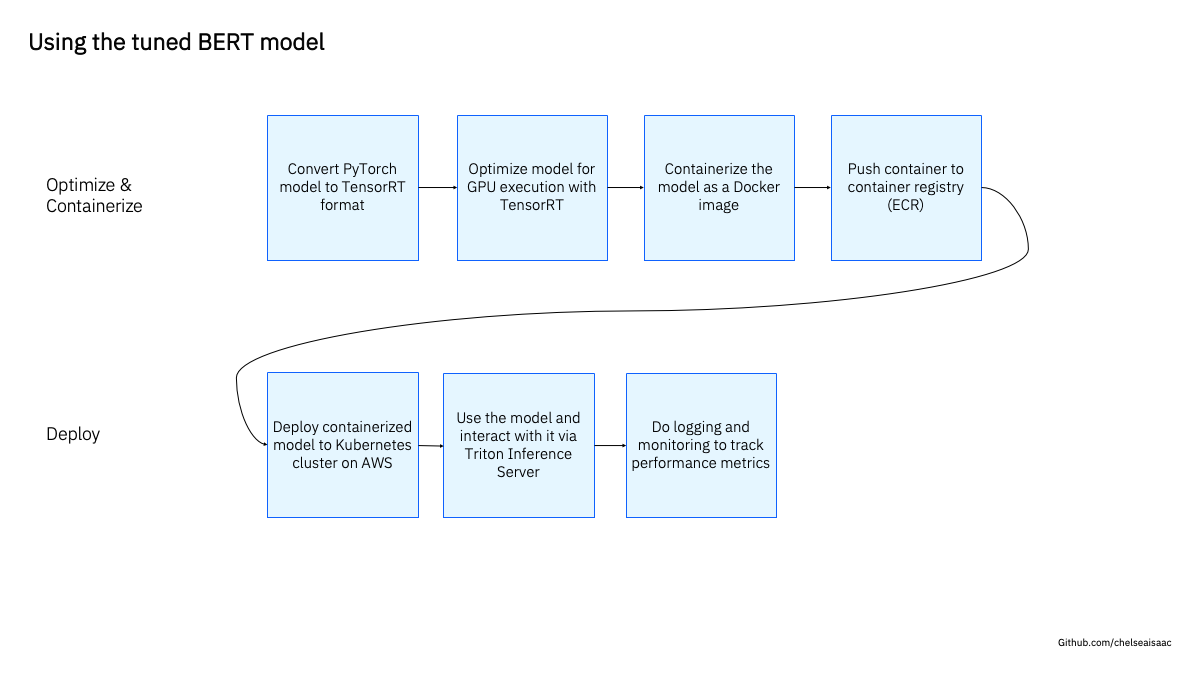 Using the tuned BERT model
Optimize &
Containerize
Convert PyTorch
model to TensorRT
format
Optimize model for
GPU execution with
TensorRT
Containerize the
model as a Docker
image
Push container to
container registry
(ECR)
Deploy
Deploy containerized
model to Kubernetes
cluster on AWS
Use the model and
interact with it via
Triton Inference
Server
Do logging and
monitoring to track
performance metrics
Github.com/chelseaisaac